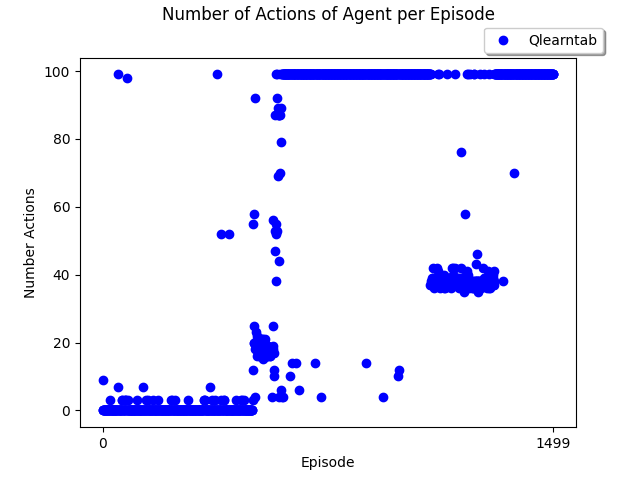 Number of Actions of Agent per Episode
Qlearntab
100
80
60
40
20
0
Number Actions
0
1499
Episode